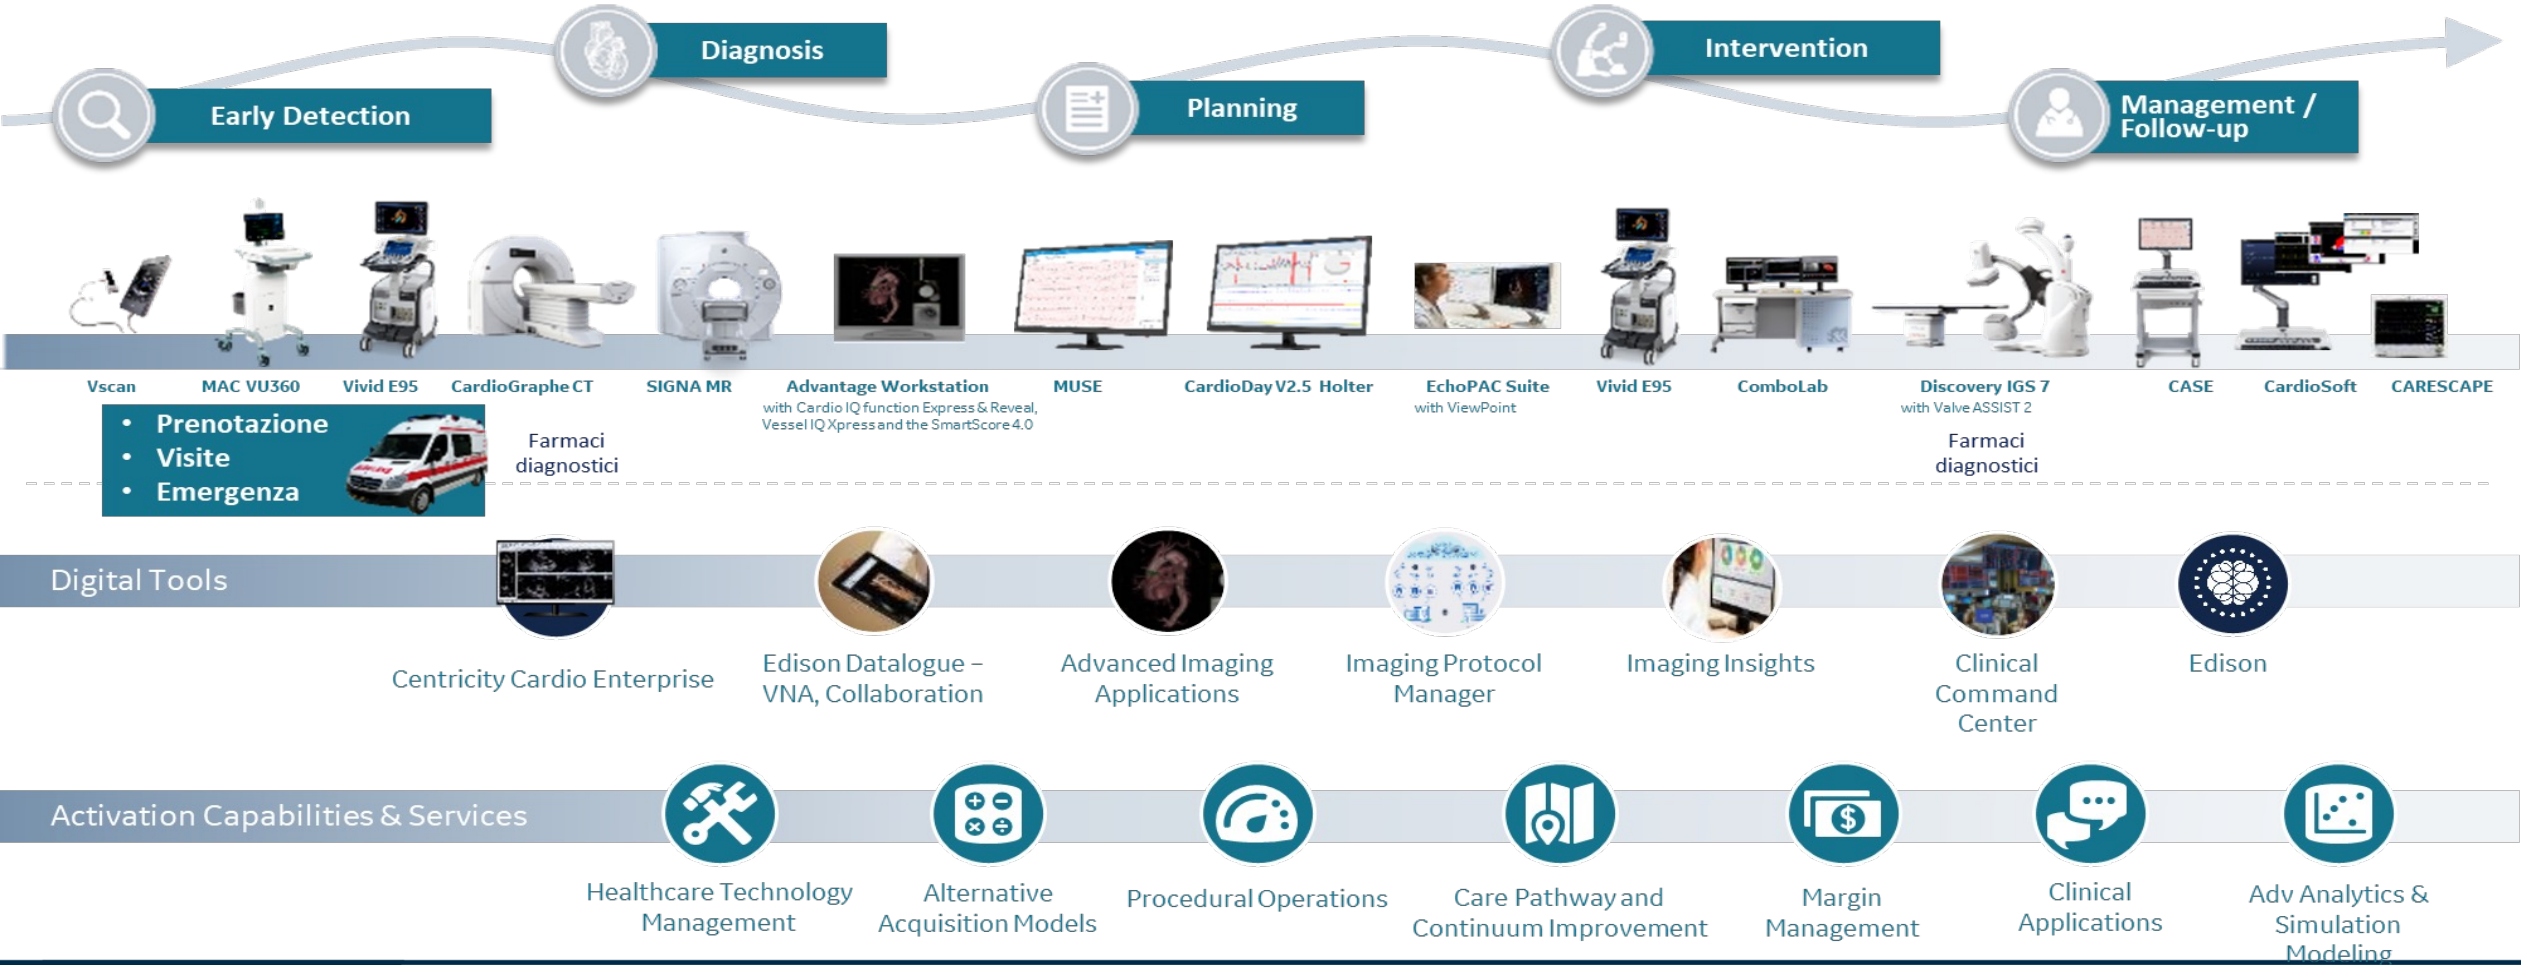 Diagnosis
Intervention
Early Detection
Planning
Management /
Follow-up
Vscan
MAC VU360
Vivid E95
CardioGraphe CT
SIGNA MR
Advantage Workstation
with Cardio IQ function Express & Reveal,
Vessel IQ Xpress and the SmartScore 4.0
MUSE
CardioDay V2.5 Holter
EchoPAC Suite
with ViewPoint
Vivid E95
ComboLab
Discovery IGS 7
with Valve ASSIST 2
CASE
CardioSoft
CARESCAPE
• Prenotazione
• Visite
• Emergenza
Farmaci
diagnostici
Farmaci
diagnostici
Digital Tools
Centricity Cardio Enterprise
Edison Datalogue –
VNA, Collaboration
Advanced Imaging
Applications
Imaging Protocol
Manager
Imaging Insights
Clinical
Command
Center
Edison
Activation Capabilities & Services
Healthcare Technology
Management
Alternative
Acquisition Models
Procedural Operations
Care Pathway and
Continuum Improvement
Margin
Management
Clinical
Applications
Adv Analytics &
Simulation
Modeling